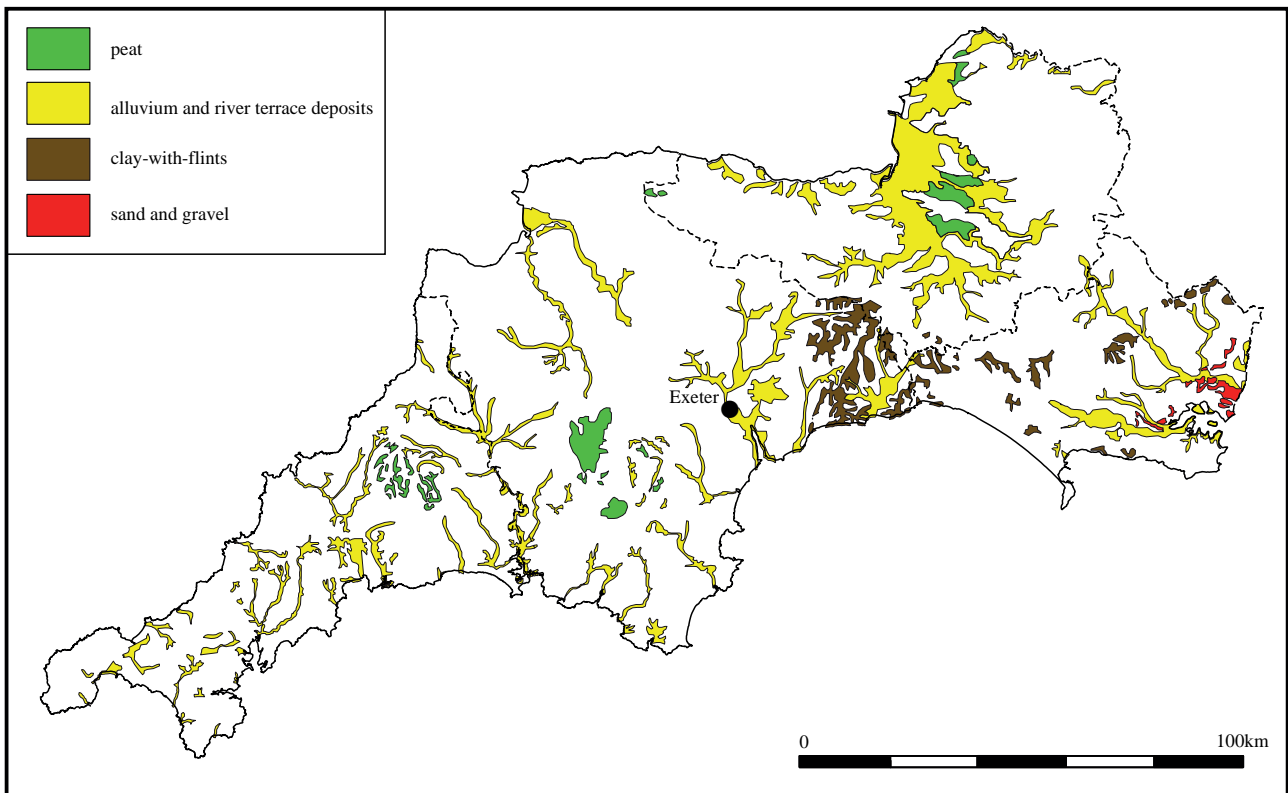 peat
alluvium and river terrace deposits
clay-with-flints
sand and gravel
Exeter
0
100km